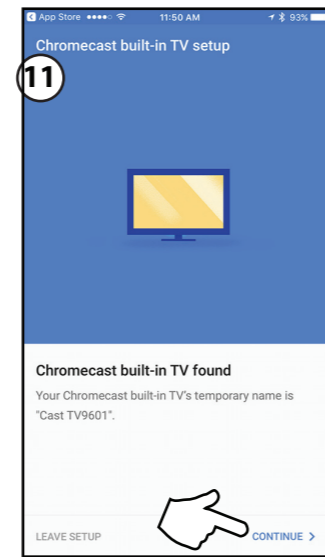 App Store 11:50 AM 93%
Chromecast built-in TV setup
11
Chromecast built-in TV found
Your Chromecast built-in TV's temporary name is
"Cast TV9601".
LEAVE SETUP CONTINUE >